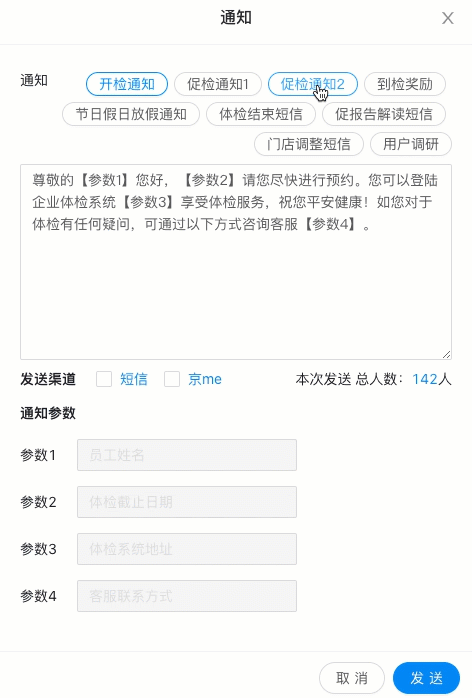 通知
通知
开检通知 促检通知1 促检通知2 到检奖励
节日假日放假通知 体检结束短信 促报告解读短信
门店调整短信 用户调研
尊敬的【参数1】您好，【参数2】请您尽快进行预约。您可以登陆
企业体检系统【参数3】享受体检服务，祝您平安健康！如您对于
体检有任何疑问，可通过以下方式咨询客服【参数4】。
发送渠道 短信 京me 本次发送 总人数：142人
通知参数
参数1 员工姓名
参数2 体检截止日期
参数3 体检系统地址
参数4 客服联系方式
取消 发送